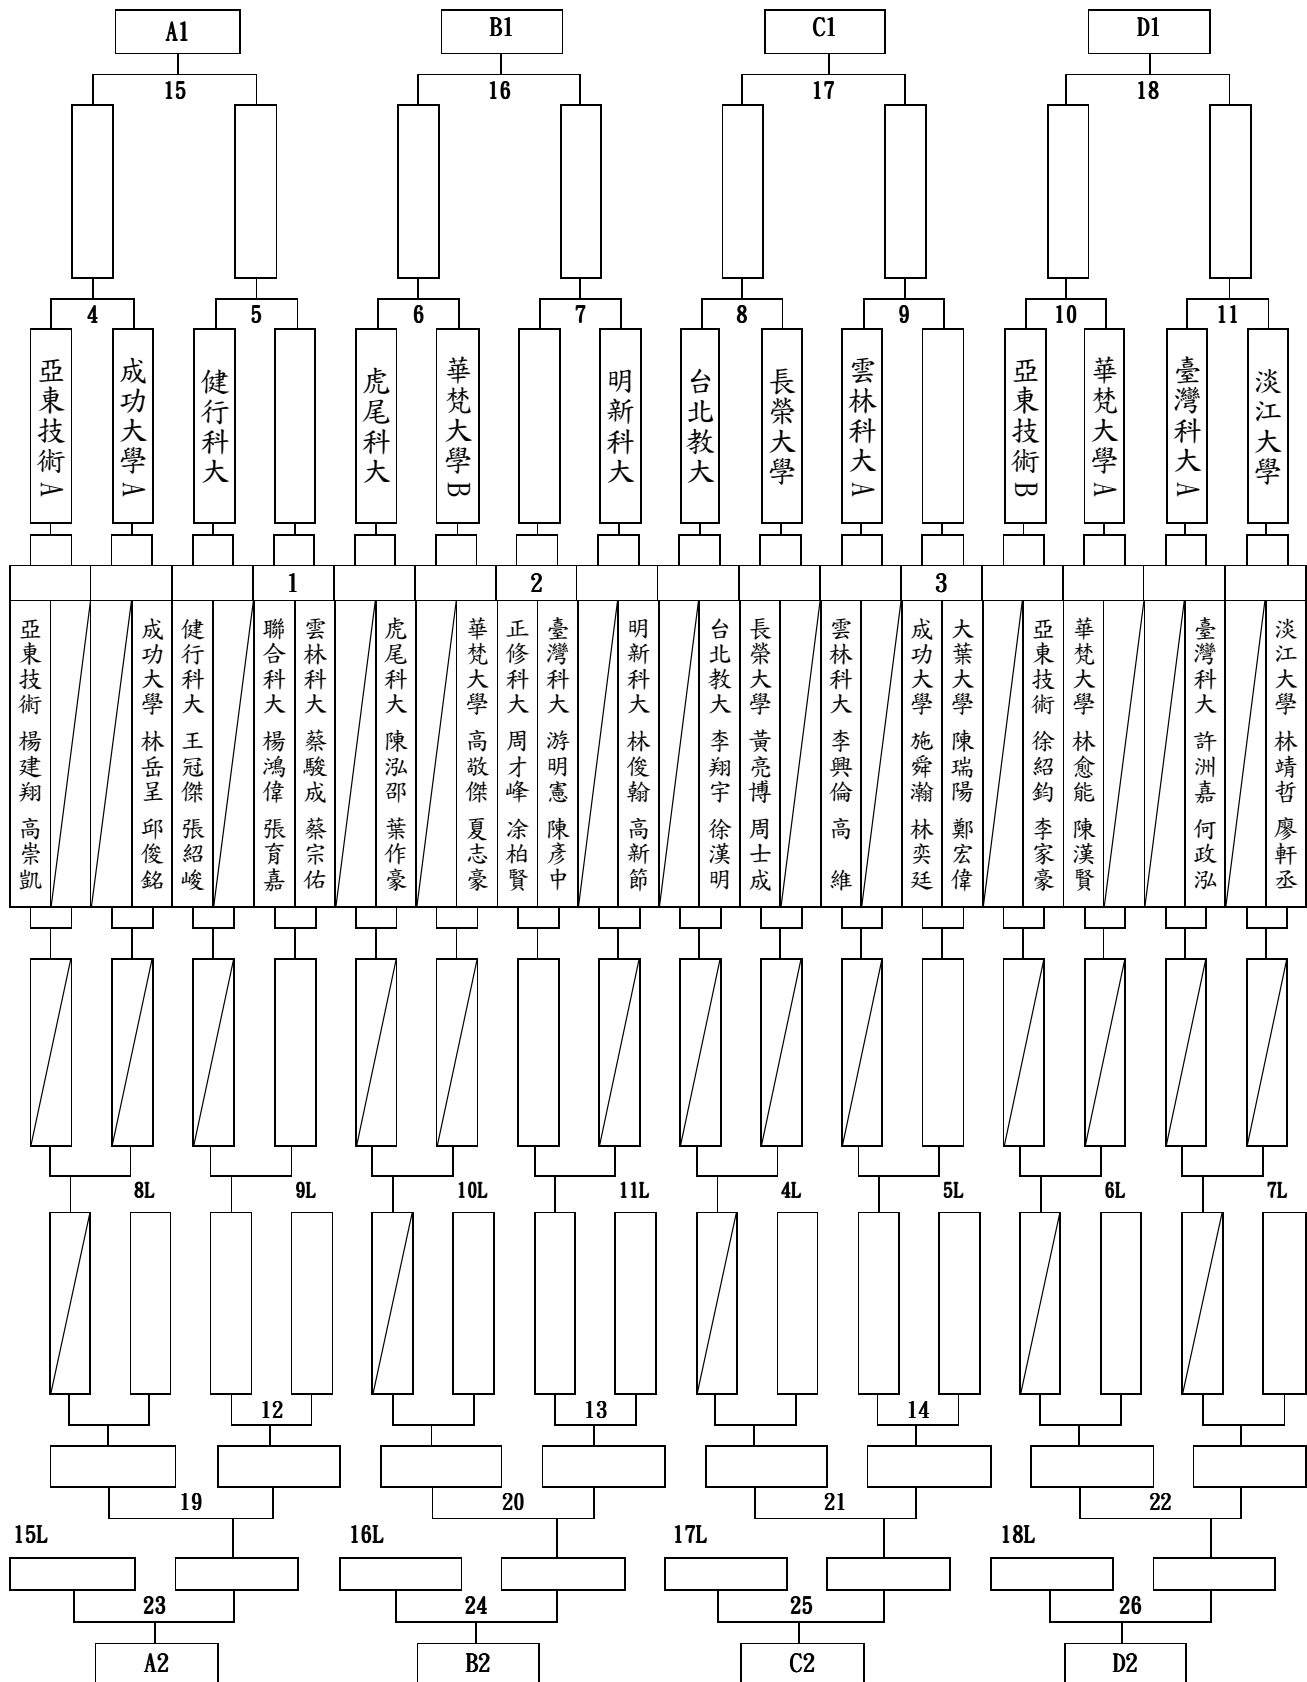 A1 B1 C1 D1
15 16 17 18
4 5 6 7 8 9 10 11
亞東技術A
成功大學A
健行科大
虎尾科大
華梵大學B
明新科大
台北教大
長榮大學
雲林科大A
亞東技術B
華梵大學A
臺灣科大A
淡江大學
1 2 3
亞東技術 楊建翔 高崇凱
成功大學 林岳呈 邱俊銘
健行科大 王冠傑 張紹峻
聯合科大 楊鴻偉 張育嘉
雲林科大 蔡駿成 蔡宗佑
虎尾科大 陳泓邵 葉作豪
華梵大學 高敬傑 夏志豪
正修科大 周才峰 凃柏賢
臺灣科大 游明憲 陳彥中
明新科大 林俊翰 高新節
台北教大 李翔宇 徐漢明
長榮大學 黃亮博 周士成
雲林科大 李興倫 高 維
成功大學 施舜瀚 林奕廷
大葉大學 陳瑞陽 鄭宏偉
亞東技術 徐紹鈞 李家豪
華梵大學 林愈能 陳漢賢
臺灣科大 許洲嘉 何政泓
淡江大學 林靖哲 廖軒丞
8L 9L 10L 11L 4L 5L 6L 7L
12 13 14
19 20 21 22
15L 16L 17L 18L
23 24 25 26
A2 B2 C2 D2